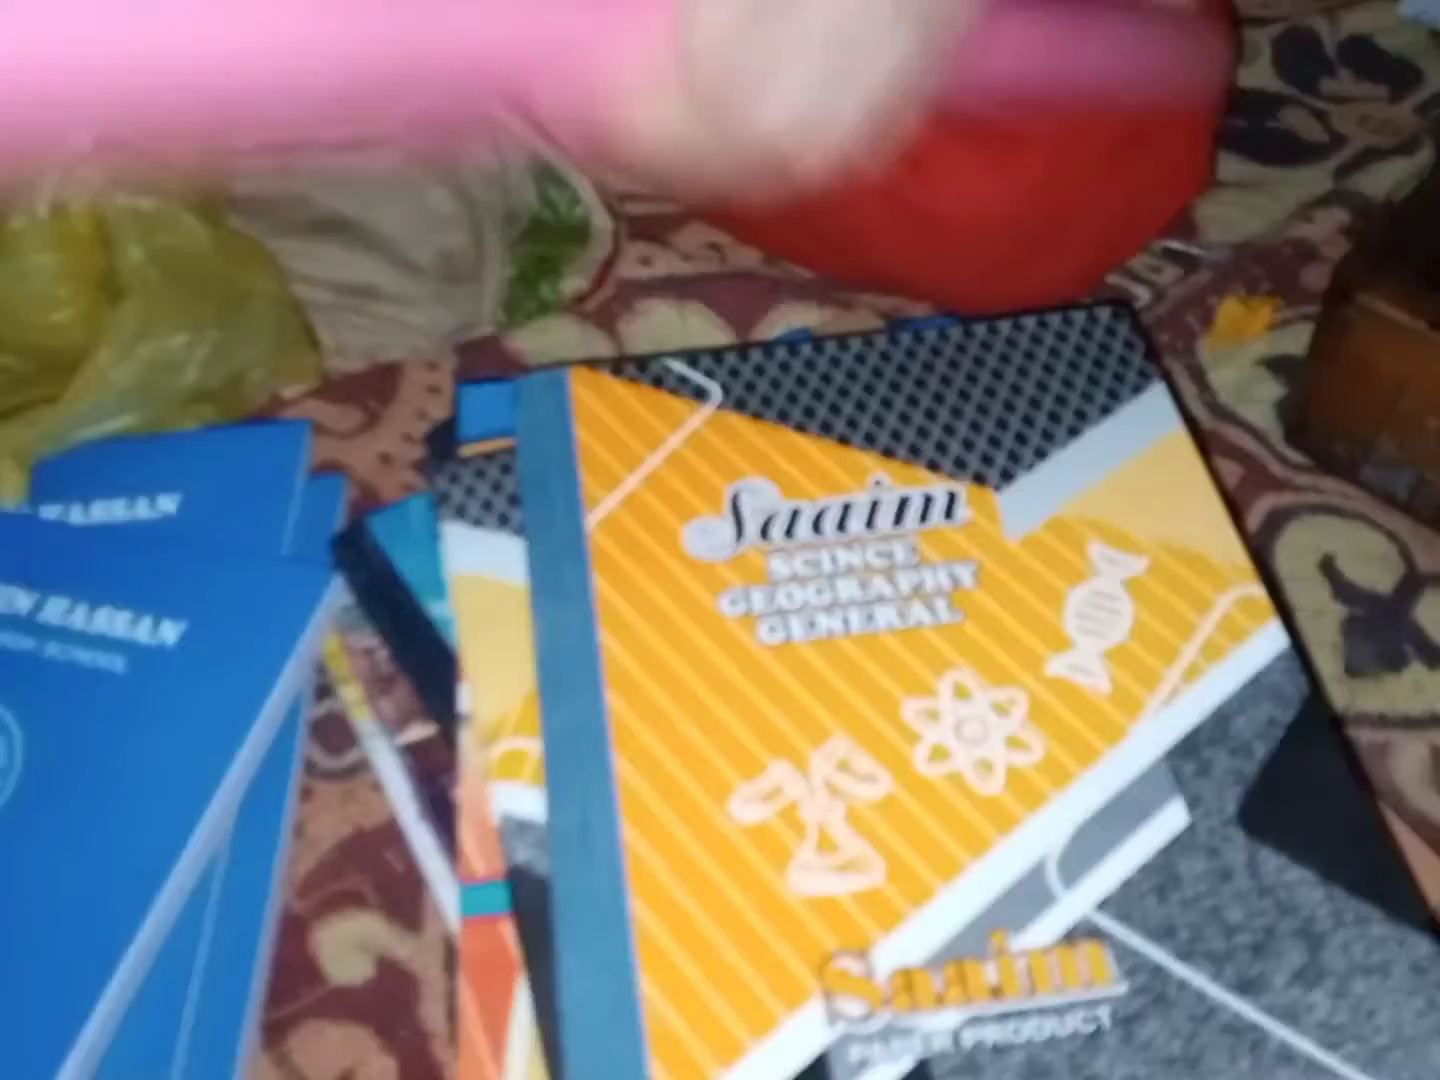 HASSAN
HASSAN
Saaim
SCINCE
GEOGRAPHY
GENERAL
Saaim
PAPER PRODUCT